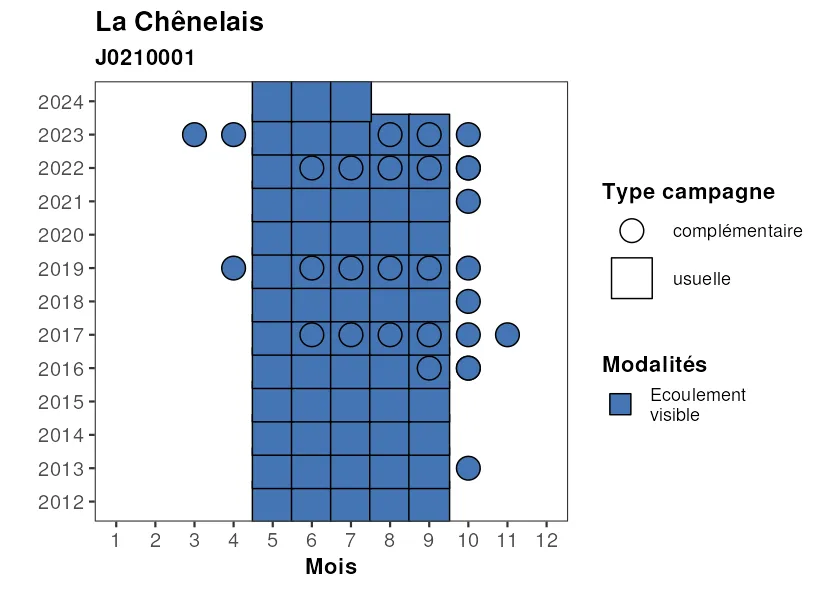 La Chênelais
J0210001
2024
2023
2022
2021
2020
2019
2018
2017
2016
2015
2014
2013
2012
1 2 3 4 5 6 7 8 9 10 11 12
Mois
Type campagne
complémentaire
usuelle
Modalités
Ecoulement
visible